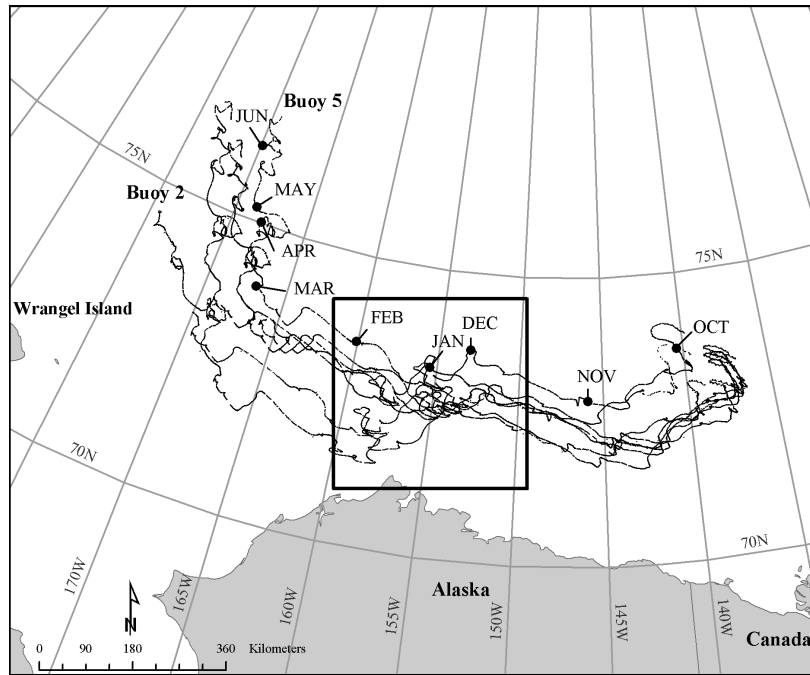 Buoy 5
JUN
75N
MAY
Buoy 2
APR
75N
MAR
Wrangel Island
FEB
DEC
OCT
JAN
NOV
70N
70N
170W
165W
160W
155W
150W
145W
140W
Alaska
Canada
N
0 90 180 360 Kilometers